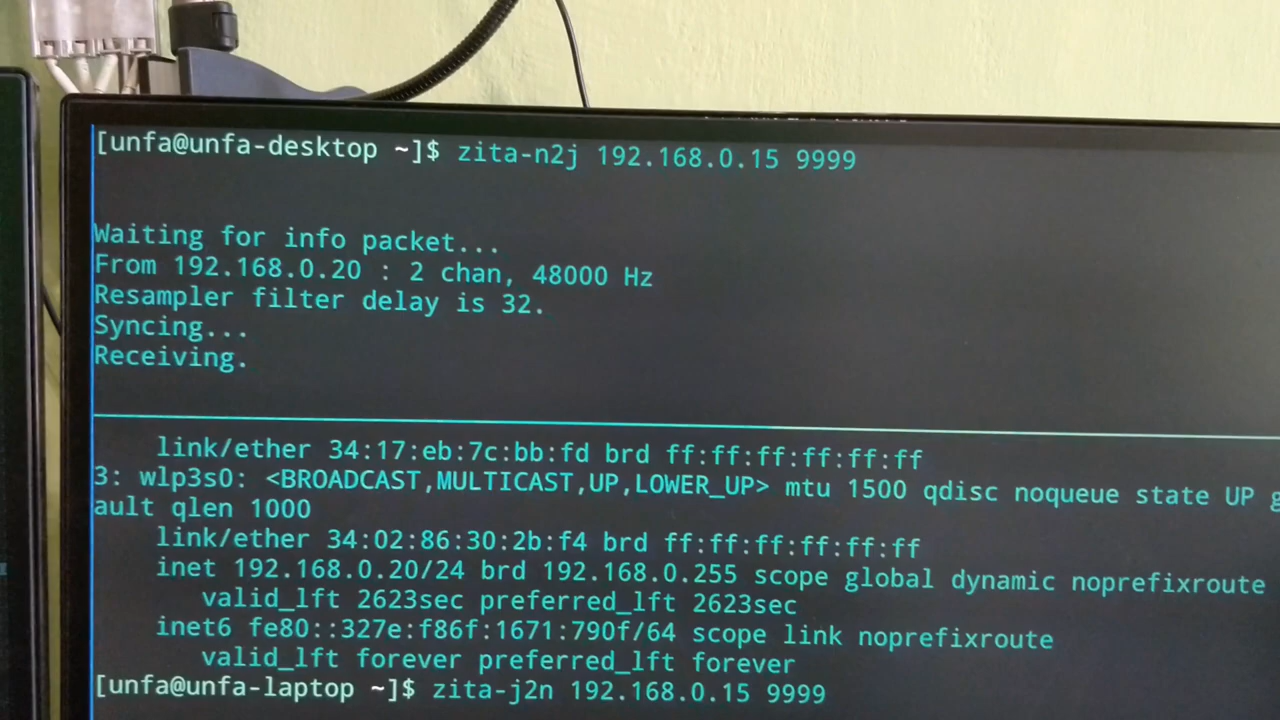 [unfa@unfa-desktop ~]$ zita-n2j 192.168.0.15 9999
Waiting for info packet...
From 192.168.0.20 : 2 chan, 48000 Hz
Resampler filter delay is 32.
Syncing...
Receiving.
link/ether 34:17:eb:7c:bb:fd brd ff:ff:ff:ff:ff:ff
3: wlp3s0: <BROADCAST,MULTICAST,UP,LOWER_UP> mtu 1500 qdisc noqueue state UP g
ault qlen 1000
link/ether 34:02:86:30:2b:f4 brd ff:ff:ff:ff:ff:ff
inet 192.168.0.20/24 brd 192.168.0.255 scope global dynamic noprefixroute
valid_lft 2623sec preferred_lft 2623sec
inet6 fe80::327e:f86f:1671:790f/64 scope link noprefixroute
valid_lft forever preferred_lft forever
[unfa@unfa-laptop ~]$ zita-j2n 192.168.0.15 9999